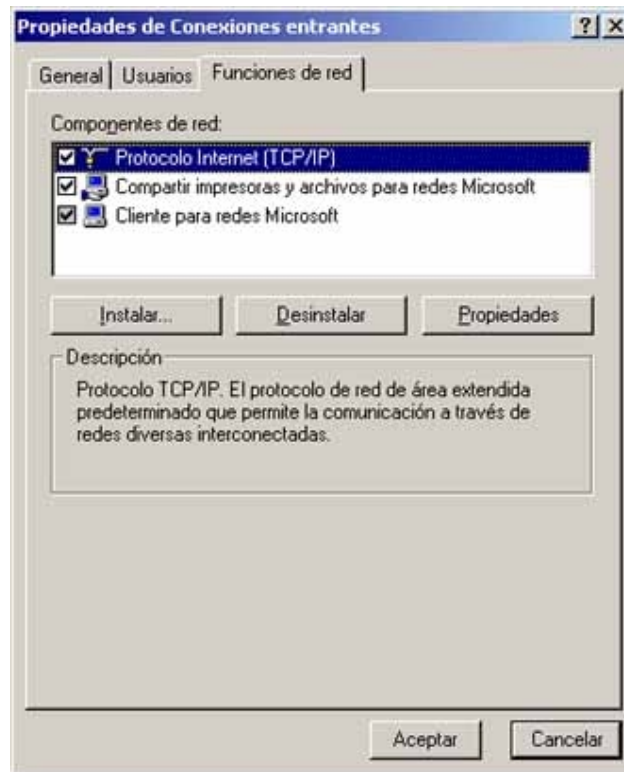 Propiedades de Conexiones entrantes
General Usuarios Funciones de red
Componentes de red:
Protocolo Internet (TCP/IP)
Compartir impresoras y archivos para redes Microsoft
Cliente para redes Microsoft
Instalar... Desinstalar Propiedades
Descripción
Protocolo TCP/IP. El protocolo de red de área extendida
predeterminado que permite la comunicación a través de
redes diversas interconectadas.
Aceptar Cancelar